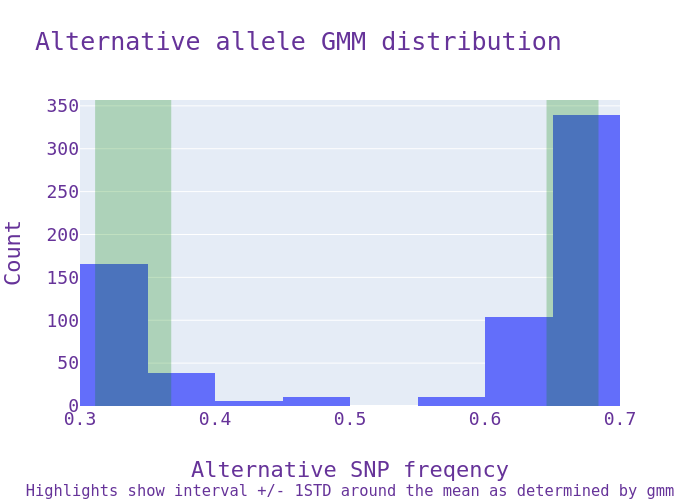 Alternative allele GMM distribution
350
300
250
200
150
100
50
0
Count
0.3 0.4 0.5 0.6 0.7
Alternative SNP freqency
Highlights show interval +/- 1STD around the mean as determined by gmm